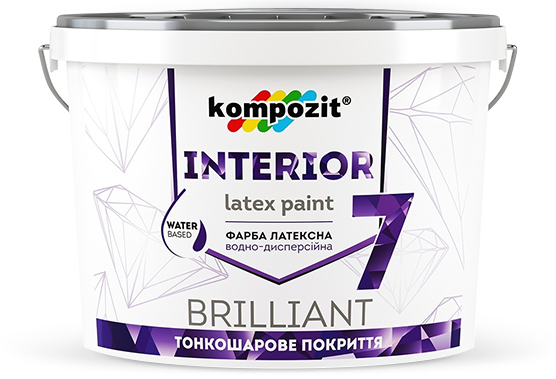 kompozit®
INTERIOR
latex paint
WATER
BASED
ФАРБА ЛАТЕКСНА
водно-дисперсійна
7
BRILLIANT
ТОНКОШАРОВЕ ПОКРИТТЯ